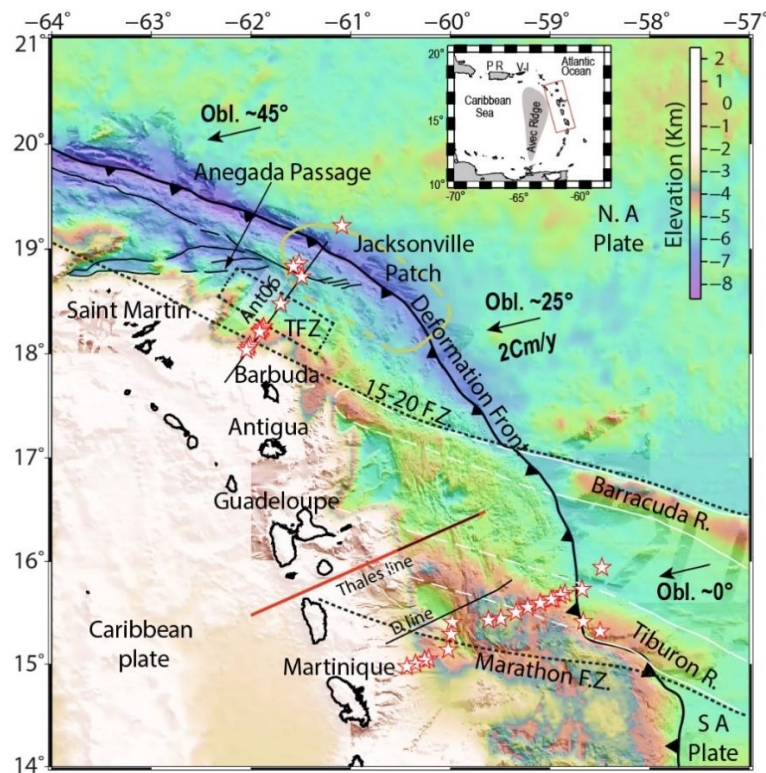 −64 −63 −62 −61 −60 −59 −58 −57
21°
20°
19°
18°
17°
16°
15°
14°
Obl. ~45°
Anegada Passage
Jacksonville
Patch
N. A
Plate
Saint Martin
Ant06
TFZ
Obl. ~25°
2Cm/y
Deformation Front
Barbuda
15-20 F.Z.
Antigua
Guadeloupe
Barracuda R.
Thales line
Obl. ~0°
D line
Caribbean
plate
Martinique
Marathon F.Z.
Tiburon R.
S A
Plate
20°
15°
10°
-70° -65° -60°
P R V I
Atlantic
Ocean
Caribbean
Sea
Avec Ridge
Elevation (Km)
2
1
0
−1
−2
−3
−4
−5
−6
−7
−8